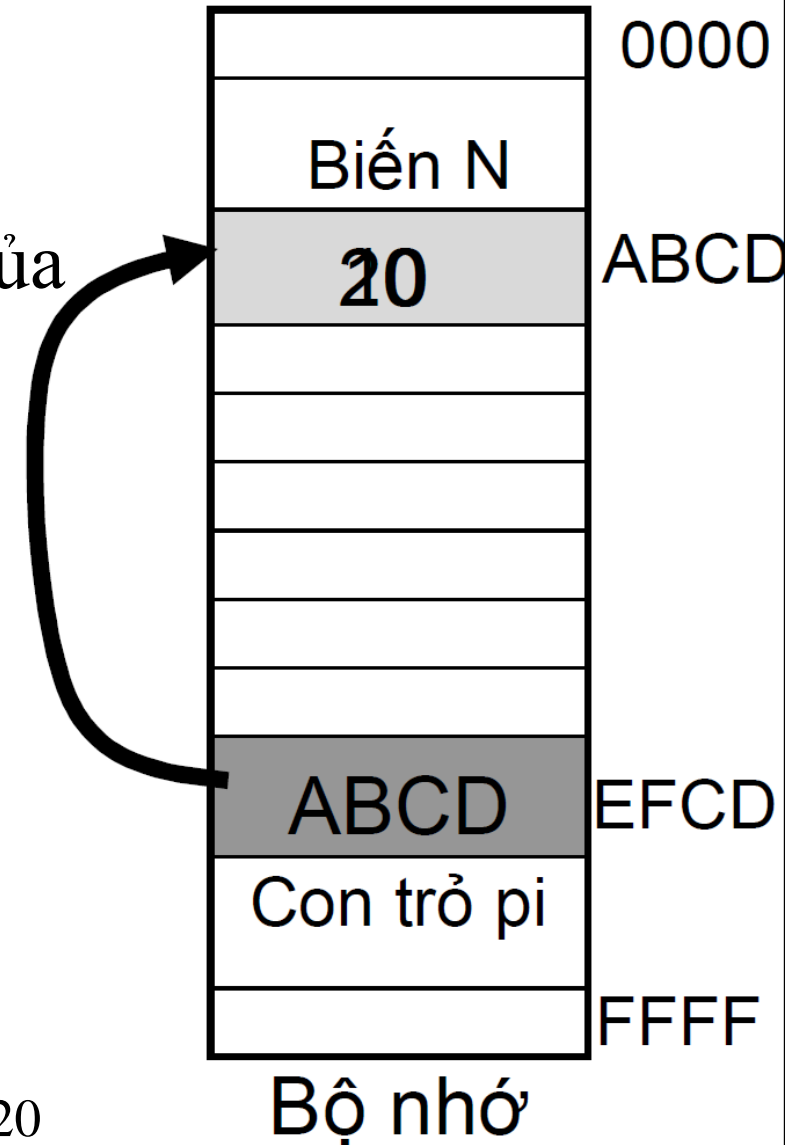 0000
Biến N
ủa
ABCD
ABCD
EFCD
Con trỏ pi
FFFF
20
Bộ nhớ